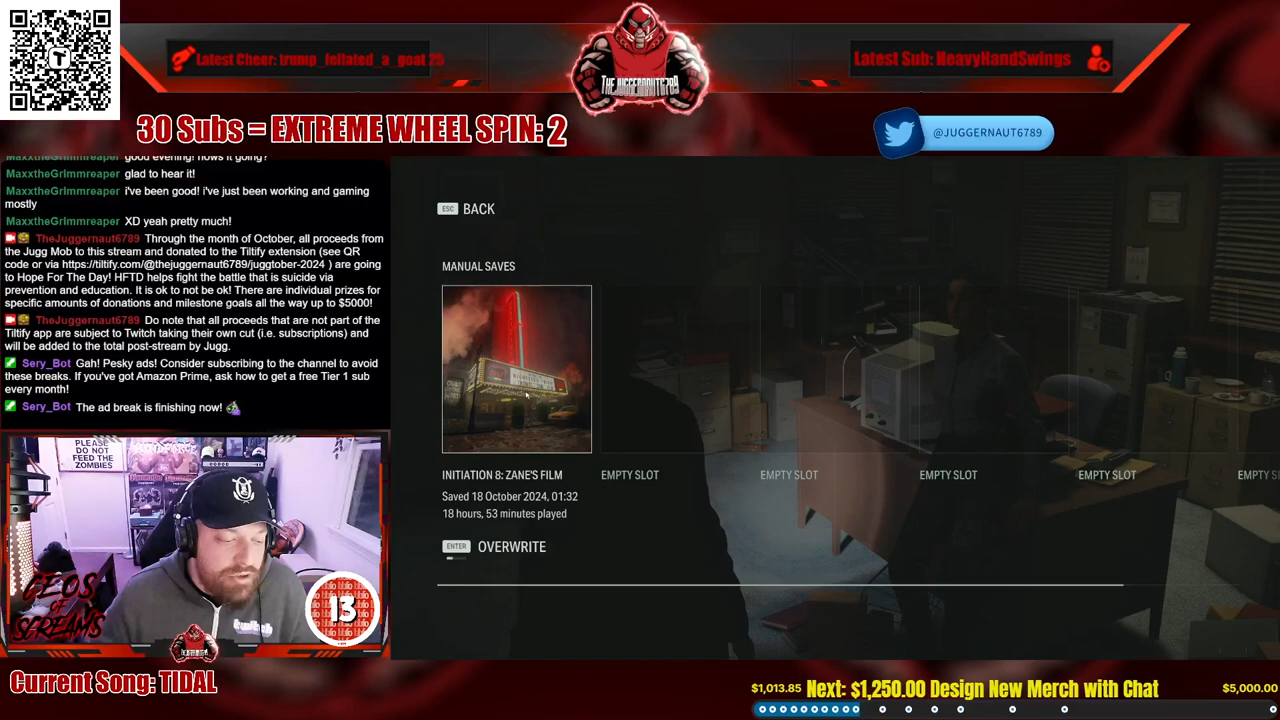 Latest Cheer: trump_follated_a_goat 25
THEJUGGERNAUT6789
Latest Sub: HeavyHandSwings
30 Subs = EXTREME WHEEL SPIN: 2
@JUGGERNAUT6789
MaxxtheGrimmreaper good evening! hows it going?
MaxxtheGrimmreaper glad to hear it!
MaxxtheGrimmreaper i've been good! i've just been working and gaming
mostly
MaxxtheGrimmreaper XD yeah pretty much!
TheJuggernaut6789 Through the month of October, all proceeds from
the Jugg Mob to this stream and donated to the Tiltify extension (see QR
code or via https://tiltify.com/@thejuggernaut6789/juggtober-2024 ) are going
to Hope For The Day! HFTD helps fight the battle that is suicide via
prevention and education. It is ok to not be ok! There are individual prizes for
specific amounts of donations and milestone goals all the way up to $5000!
TheJuggernaut6789 Do note that all proceeds that are not part of the
Tiltify app are subject to Twitch taking their own cut (i.e. subscriptions) and
will be added to the total post-stream by Jugg.
Sery_Bot Gah! Pesky ads! Consider subscribing to the channel to avoid
these breaks. If you've got Amazon Prime, ask how to get a free Tier 1 sub
every month!
Sery_Bot The ad break is finishing now!
ESC BACK
MANUAL SAVES
INITIATION 8: ZANE'S FILM
Saved 18 October 2024, 01:32
18 hours, 53 minutes played
EMPTY SLOT
EMPTY SLOT
EMPTY SLOT
EMPTY SLOT
ENTER OVERWRITE
PLEASE
DO NOT
FEED THE
ZOMBIES
GEOS
OF
SCREAMS
twitch
13
Current Song: TIDAL
$1,013.85 Next: $1,250.00 Design New Merch with Chat $5,000.00